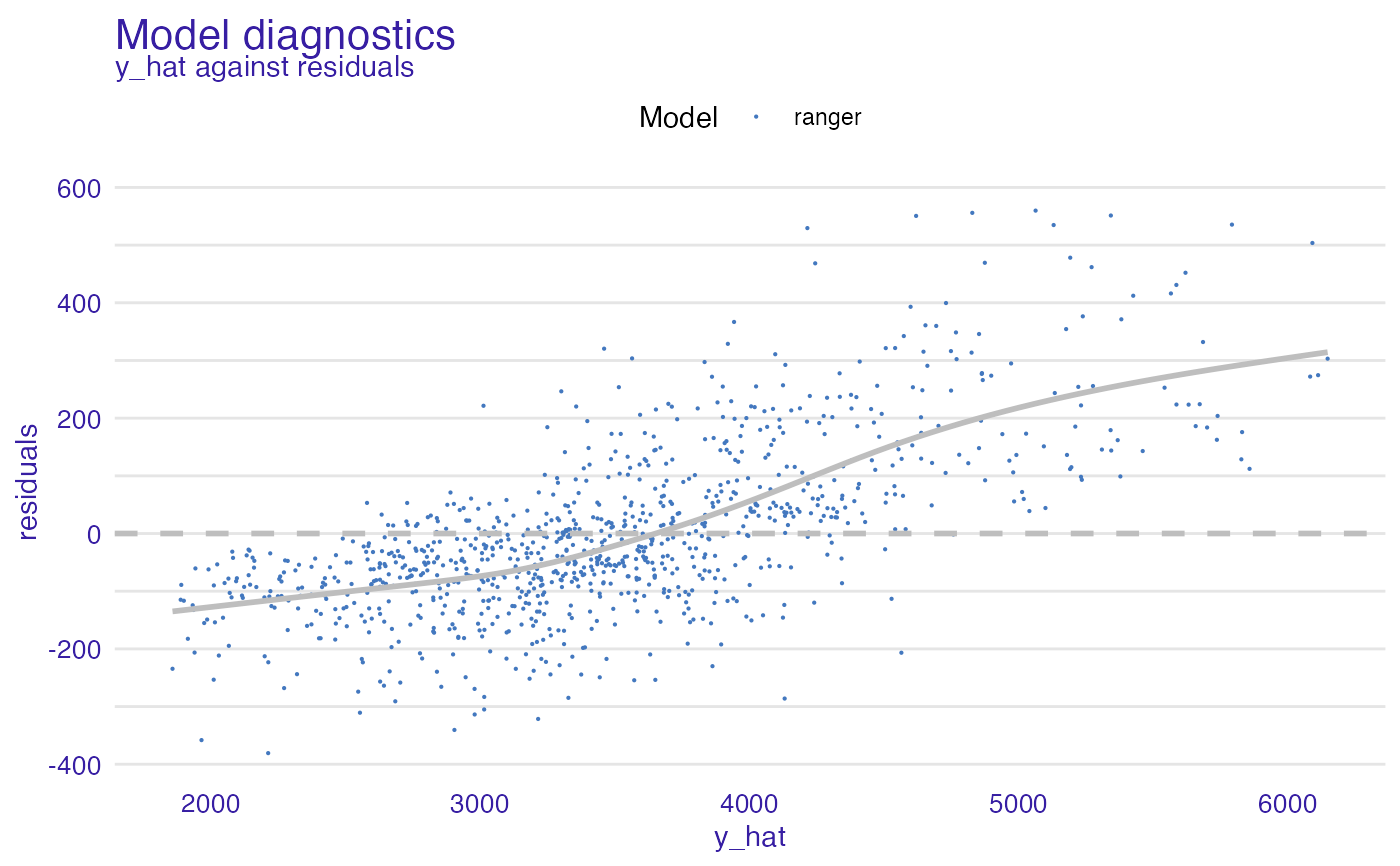 Model diagnostics
y_hat against residuals
Model ranger
600
400
200
0
-200
-400
residuals
2000 3000 4000 5000 6000
y_hat